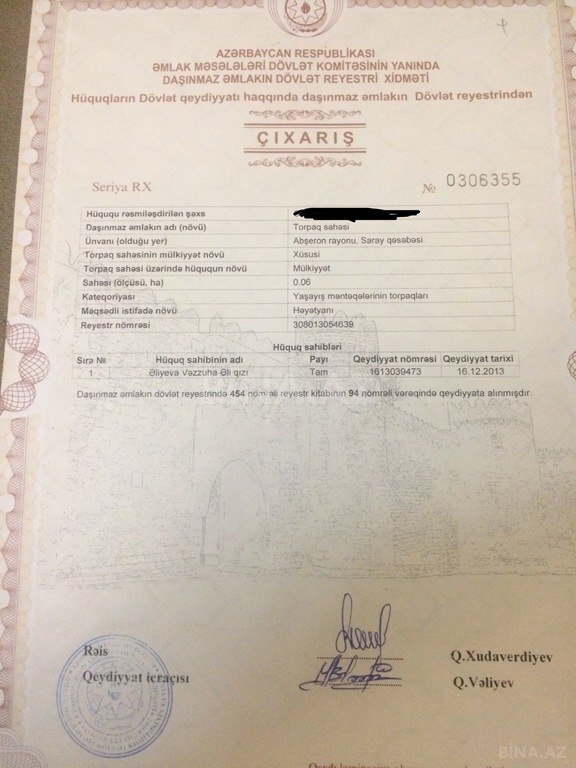 AZƏRBAYCAN RESPUBLİKASI
ƏMLAK MƏSƏLƏLƏRİ DÖVLƏT KOMİTƏSİNİN YANINDA
DAŞINMAZ ƏMLAKIN DÖVLƏT REYESTRİ XİDMƏTİ
Hüquqların Dövlət qeydiyyatı haqqında daşınmaz əmlakın Dövlət reyestrindən
ÇIXARIŞ
Seriya RX № 0306355
Hüququ rəsmiləşdirilən şəxs
Daşınmaz əmlakın adı (növü) Torpaq sahəsi
Ünvanı (olduğu yer) Abşeron rayonu, Saray qəsəbəsi
Torpaq sahəsinin mülkiyyət növü Xüsusi
Torpaq sahəsi üzərində hüququn növü Mülkiyyət
Sahəsi (ölçüsü, ha) 0.06
Kateqoriyası Yaşayış məntəqələrinin torpaqları
Məqsədli istifadə növü Həyətyanı
Reyestr nömrəsi 308013054639
Hüquq sahibləri
Sıra № Hüquq sahibinin adı Payı Qeydiyyat nömrəsi Qeydiyyat tarixi
1 Əliyeva Vəzzuha Əli qızı Tam 1613039473 16.12.2013
Daşınmaz əmlakın dövlət reyestrində 454 nömrəli reyestr kitabının 94 nömrəli vərəqində qeydiyyata alınmışdır.
Rəis Q.Xudaverdiyev
Qeydiyyat icraçısı Q.Vəliyev
BİNA.AZ